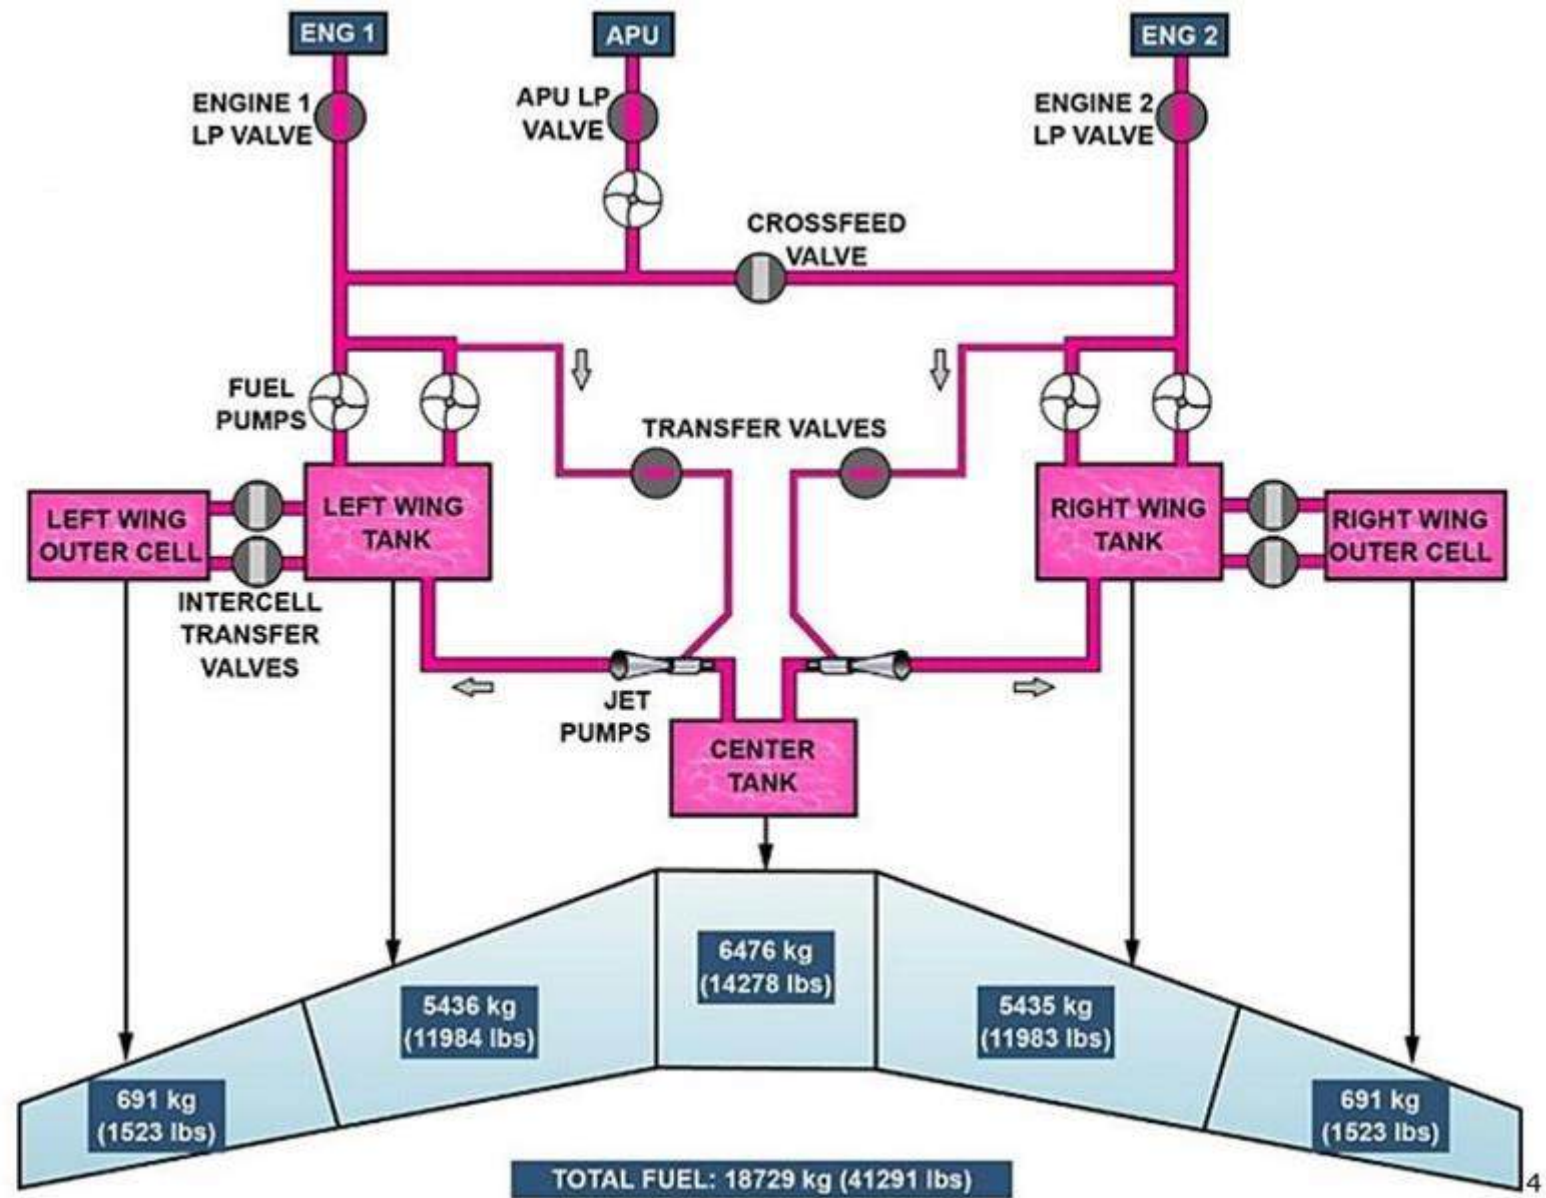 ENG 1
APU
ENG 2
ENGINE 1
LP VALVE
APU LP
VALVE
ENGINE 2
LP VALVE
CROSSFEED
VALVE
FUEL
PUMPS
TRANSFER VALVES
LEFT WING
OUTER CELL
LEFT WING
TANK
RIGHT WING
TANK
RIGHT WING
OUTER CELL
INTERCELL
TRANSFER
VALVES
JET
PUMPS
CENTER
TANK
6476 kg
(14278 lbs)
5436 kg
(11984 lbs)
5435 kg
(11983 lbs)
691 kg
(1523 lbs)
691 kg
(1523 lbs)
TOTAL FUEL: 18729 kg (41291 lbs)
4